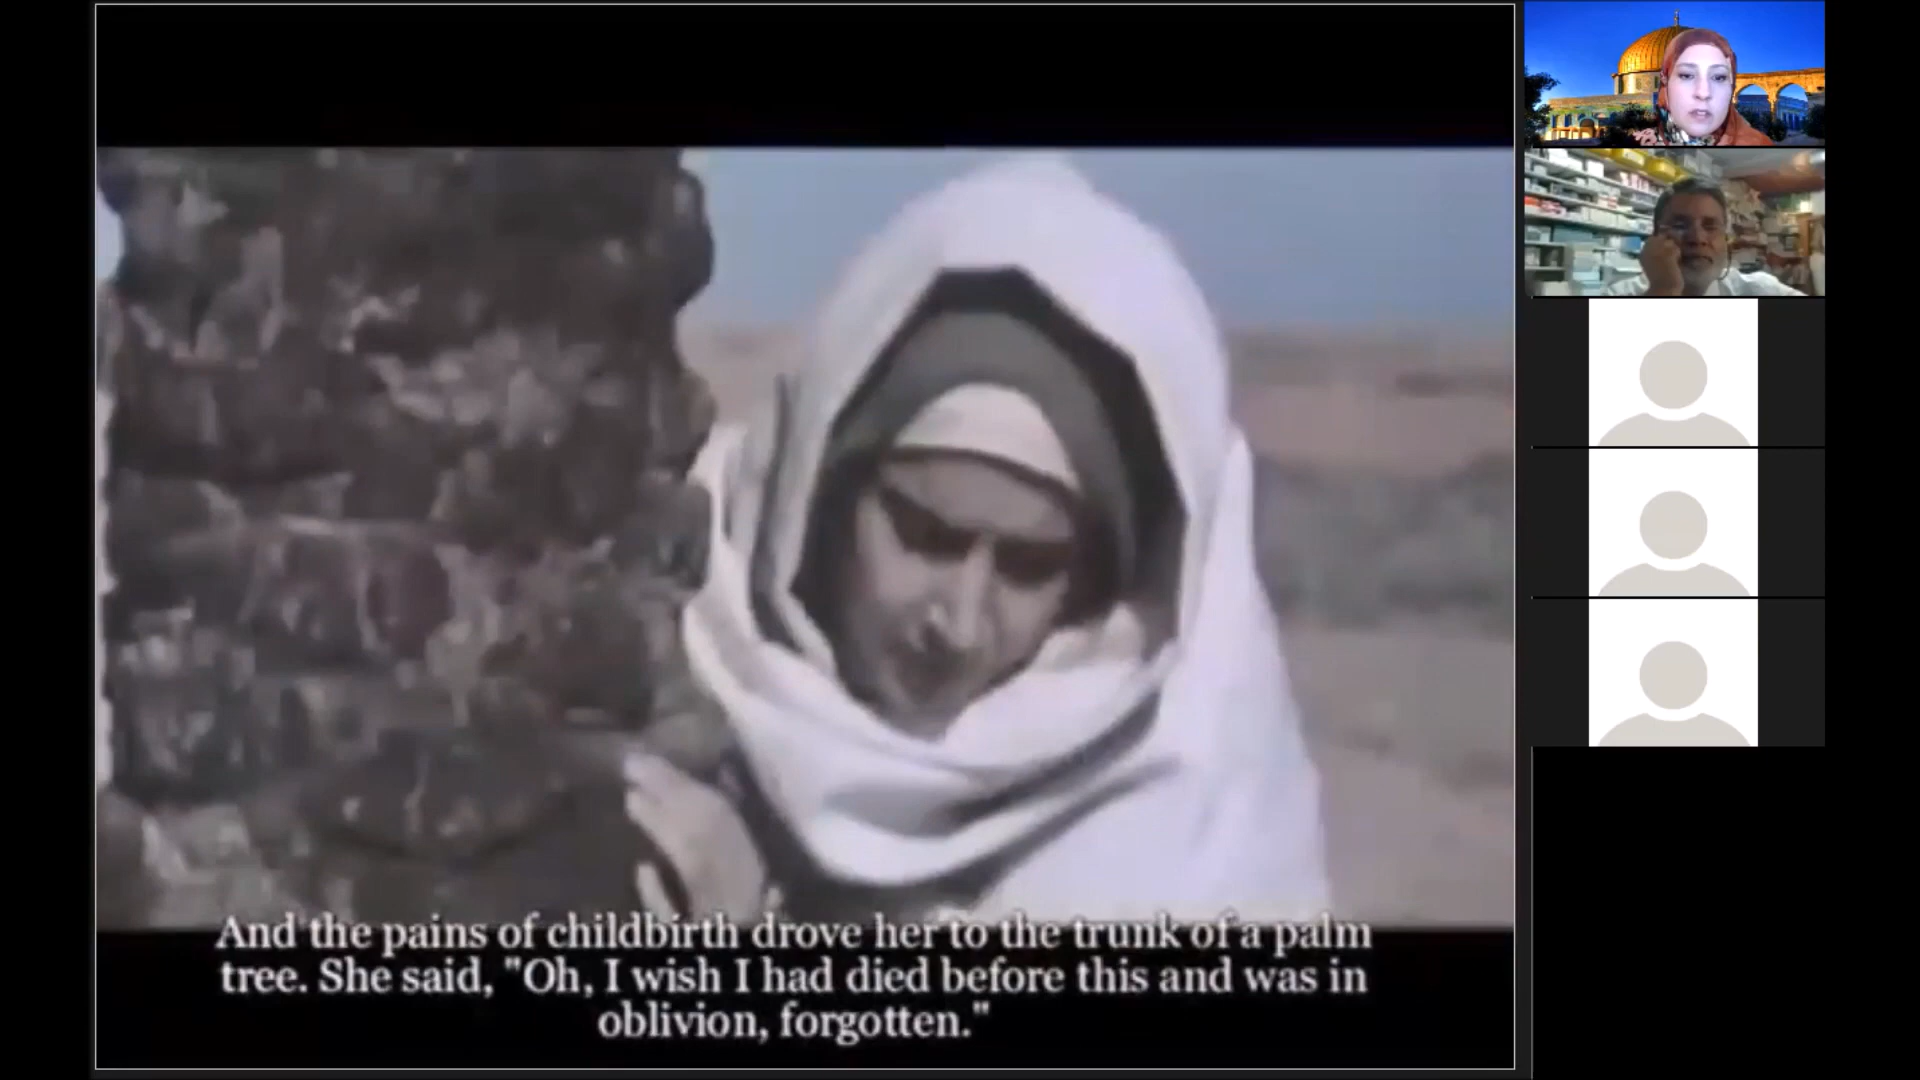 And the pains of childbirth drove her to the trunk of a palm
tree. She said, "Oh, I wish I had died before this and was in
oblivion, forgotten."